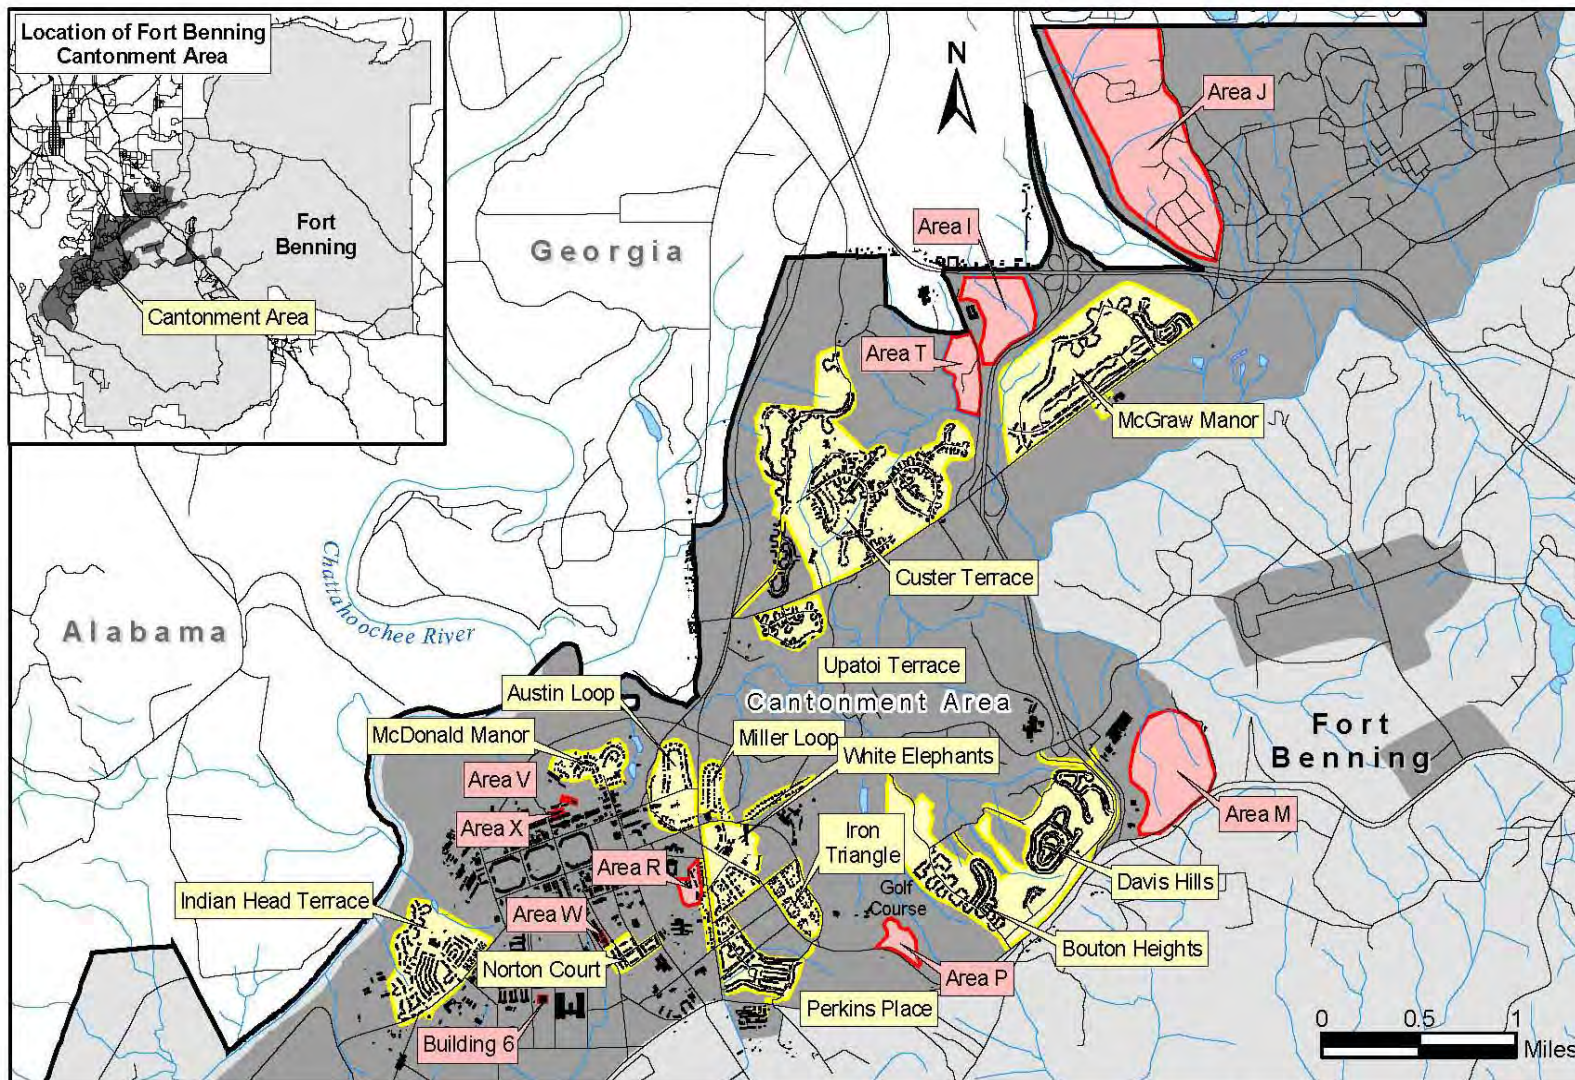 Location of Fort Benning
Cantonment Area
Fort
Benning
Cantonment Area
N
Area J
Area I
Georgia
Area T
McGraw Manor
Custer Terrace
Chattahoochee River
Alabama
Upatoi Terrace
Austin Loop
Cantonment Area
McDonald Manor
Miller Loop
White Elephants
Fort
Benning
Area V
Area X
Area M
Iron
Triangle
Area R
Davis Hills
Golf
Course
Indian Head Terrace
Area W
Bouton Heights
Norton Court
Area P
Perkins Place
Building 6
0 0.5 1
Miles